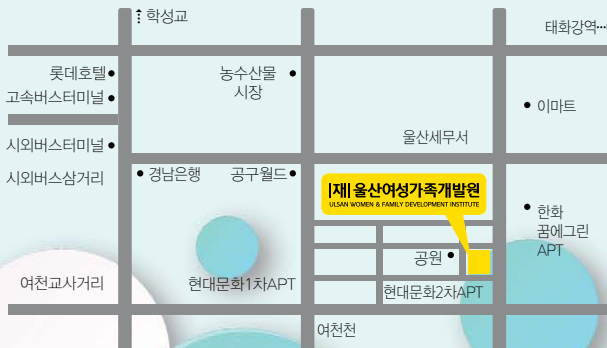 학성교
태화강역
롯데호텔
농수산물
시장
고속버스터미널
이마트
울산세무서
시외버스터미널
시외버스삼거리
경남은행
공구월드
|재| 울산여성가족개발원
ULSAN WOMEN & FAMILY DEVELOPMENT INSTITUTE
한화
꿈에그린
APT
공원
여천교사거리
현대문화1차APT
현대문화2차APT
여천천